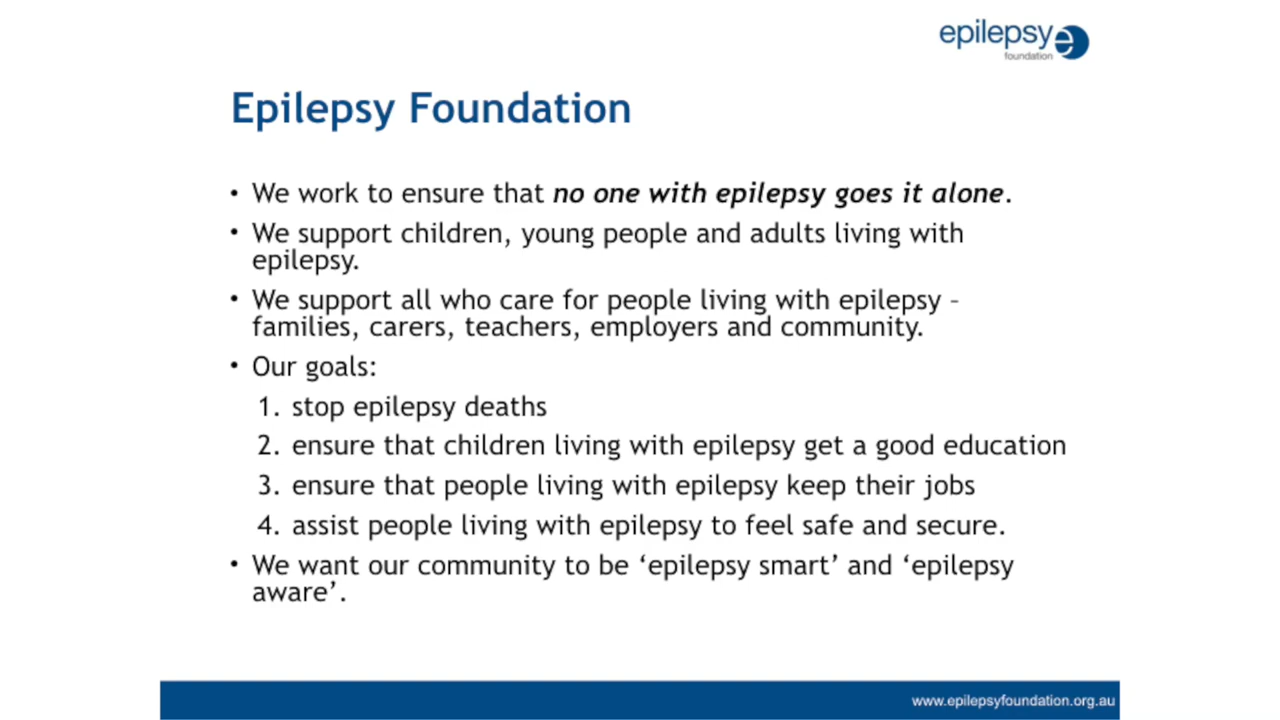 epilepsy e
foundation
Epilepsy Foundation
• We work to ensure that no one with epilepsy goes it alone.
• We support children, young people and adults living with
epilepsy.
• We support all who care for people living with epilepsy –
families, carers, teachers, employers and community.
• Our goals:
1. stop epilepsy deaths
2. ensure that children living with epilepsy get a good education
3. ensure that people living with epilepsy keep their jobs
4. assist people living with epilepsy to feel safe and secure.
• We want our community to be ‘epilepsy smart’ and ‘epilepsy
aware’.
www.epilepsyfoundation.org.au